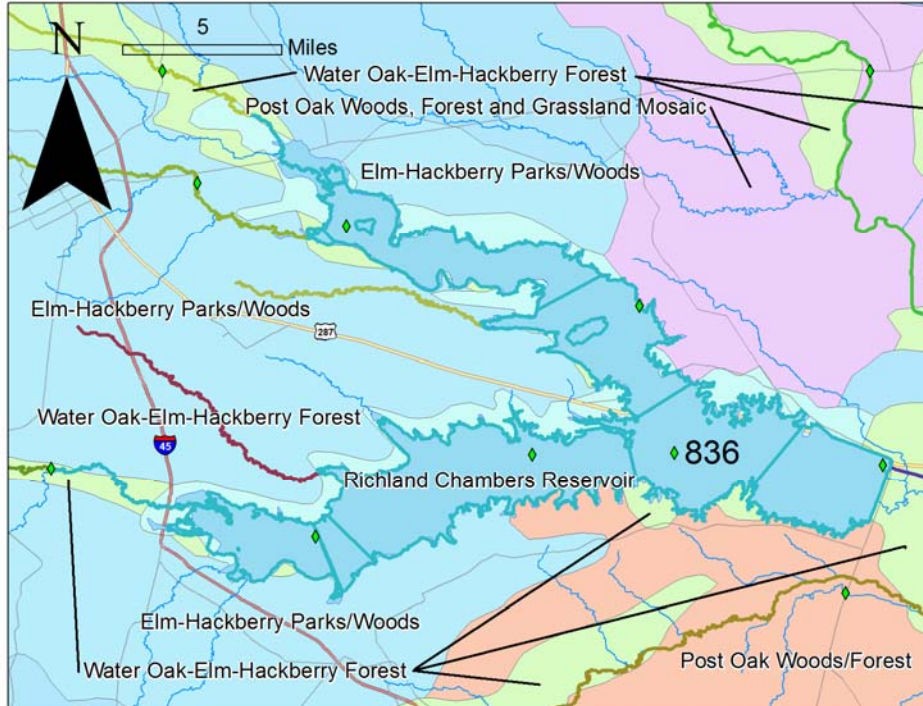 N
5
Miles
Water Oak-Elm-Hackberry Forest
Post Oak Woods, Forest and Grassland Mosaic
Elm-Hackberry Parks/Woods
Elm-Hackberry Parks/Woods
287
Water Oak-Elm-Hackberry Forest
45
836
Richland Chambers Reservoir
Elm-Hackberry Parks/Woods
Water Oak-Elm-Hackberry Forest
Post Oak Woods/Forest